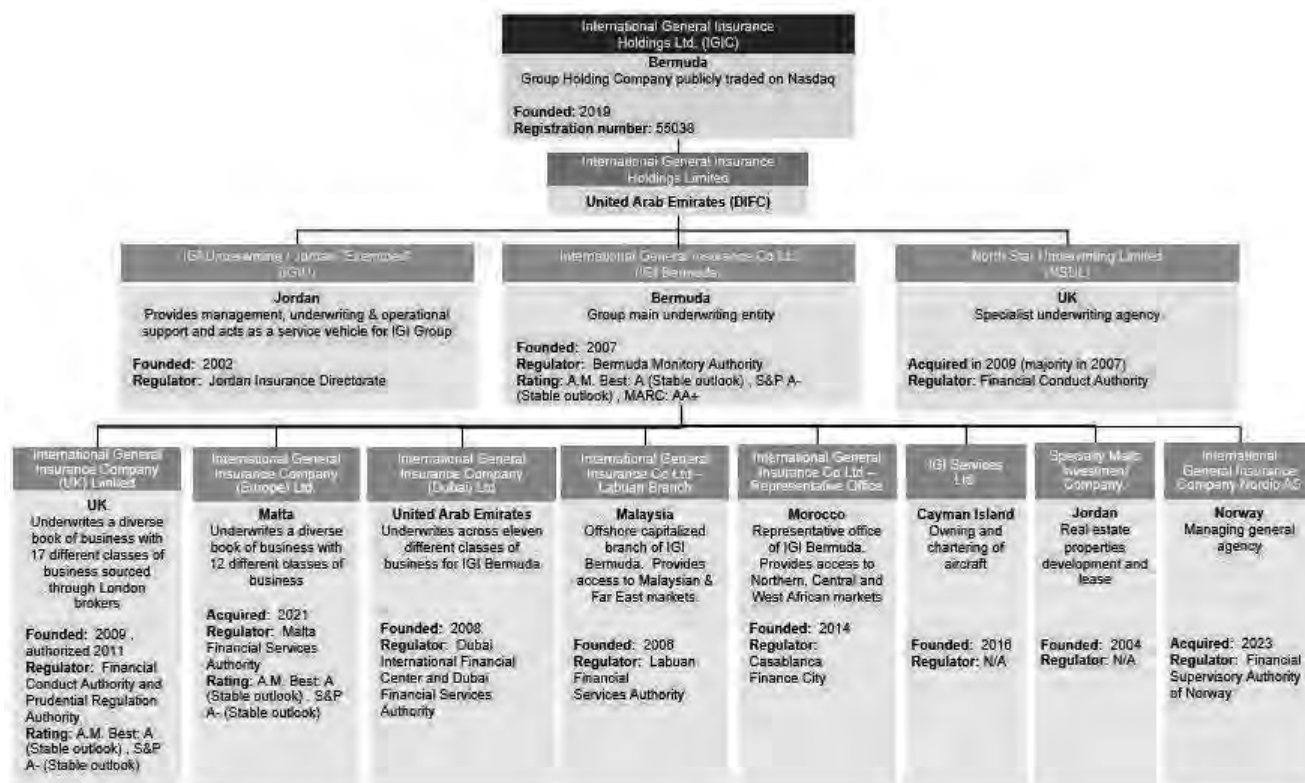 International General Insurance
Holdings Ltd. (IGIC)
Bermuda
Group Holding Company publicly traded on Nasdaq
Founded: 2019
Registration number: 55038
International General Insurance
Holdings Limited
United Arab Emirates (DIFC)
Jordan
Provides management, underwriting & operational
support and acts as a service vehicle for IGI Group
Founded: 2002
Regulator: Jordan Insurance Directorate
International General Insurance Co Ltd
(IGI Bermuda)
Bermuda
Group main underwriting entity
Founded: 2007
Regulator: Bermuda Monitory Authority
Rating: A.M. Best: A (Stable outlook) , S&P A-
(Stable outlook) , MARC: AA+
North Star Underwriting Limited
(NSUL)
UK
Specialist underwriting agency
Acquired in 2009 (majority in 2007)
Regulator: Financial Conduct Authority
International General
Insurance Company
(UK) Limited
UK
Underwrites a diverse
book of business with
17 different classes of
business sourced
through London
brokers
Founded: 2009 ,
authorized 2011
Regulator: Financial
Conduct Authority and
Prudential Regulation
Authority
Rating: A.M. Best: A
(Stable outlook) , S&P
A- (Stable outlook)
International General
Insurance Company
(Europe) Ltd.
Malta
Underwrites a diverse
book of business with
12 different classes of
business
Acquired: 2021
Regulator: Malta
Financial Services
Authority
Rating: A.M. Best: A
(Stable outlook) , S&P
A- (Stable outlook)
International General
Insurance Company
(Dubai) Ltd.
United Arab Emirates
Underwrites across eleven
different classes of
business for IGI Bermuda
Founded: 2008
Regulator: Dubai
International Financial
Center and Dubai
Financial Services
Authority
International General
Insurance Co Ltd –
Labuan Branch
Malaysia
Offshore capitalized
branch of IGI
Bermuda. Provides
access to Malaysian &
Far East markets.
Founded: 2006
Regulator: Labuan
Financial
Services Authority
International General
Insurance Co Ltd –
Representative Office
Morocco
Representative office
of IGI Bermuda.
Provides access to
Northern, Central and
West African markets
Founded: 2014
Regulator:
Casablanca
Finance City
IGI Services
Ltd
Cayman Island
Owning and
chartering of
aircraft
Founded: 2016
Regulator: N/A
Specialty Malls
Investment
Company.
Jordan
Real estate
properties
development and
lease
Founded: 2004
Regulator: N/A
International
General Insurance
Company Nordic AS
Norway
Managing general
agency
Acquired: 2023
Regulator: Financial
Supervisory Authority
of Norway